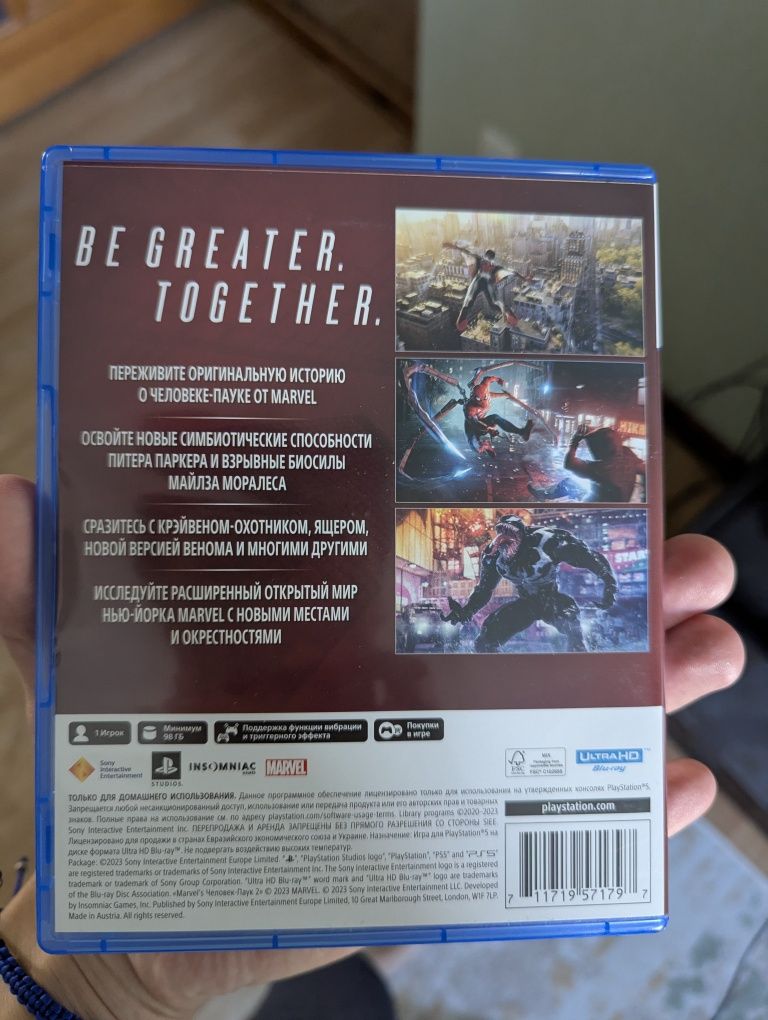 BE GREATER.
TOGETHER.
ПЕРЕЖИВИТЕ ОРИГИНАЛЬНУЮ ИСТОРИЮ
О ЧЕЛОВЕКЕ-ПАУКЕ ОТ MARVEL
ОСВОЙТЕ НОВЫЕ СИМБИОТИЧЕСКИЕ СПОСОБНОСТИ
ПИТЕРА ПАРКЕРА И ВЗРЫВНЫЕ БИОСИЛЫ
МАЙЛЗА МОРАЛЕСА
СРАЗИТЕСЬ С КРЭЙВЕНОМ-ОХОТНИКОМ, ЯЩЕРОМ,
НОВОЙ ВЕРСИЕЙ ВЕНОМА И МНОГИМИ ДРУГИМИ
ИССЛЕДУЙТЕ РАСШИРЕННЫЙ ОТКРЫТЫЙ МИР
НЬЮ-ЙОРКА MARVEL С НОВЫМИ МЕСТАМИ
И ОКРЕСТНОСТЯМИ
STAR
1 Игрок
Минимум
98 ГБ
Поддержка функции вибрации
и триггерного эффекта
Покупки
в игре
Sony
Interactive
Entertainment
STUDIOS
INSOMNIAC
GAMES
MARVEL
FSC
MIX
ULTRA HD
Blu-ray™
ТОЛЬКО ДЛЯ ДОМАШНЕГО ИСПОЛЬЗОВАНИЯ. Данное программное обеспечение лицензировано только для использования на утвержденных консолях PlayStation®5.
Запрещается любой несанкционированный доступ, использование или передача продукта или его авторских прав и товарных
знаков. Полные права на использование см. по адресу playstation.com/software-usage-terms. Library programs ©2020-2023
Sony Interactive Entertainment Inc. ПЕРЕПРОДАЖА И АРЕНДА ЗАПРЕЩЕНЫ БЕЗ ПРЯМОГО РАЗРЕШЕНИЯ СО СТОРОНЫ SIEE.
Лицензировано для продажи в странах Евразийского экономического союза и Украине. Назначение: Игра для PlayStation®5 на
диске формата Ultra HD Blu-ray™. Не подвергать воздействию высоких температур.
Package: ©2023 Sony Interactive Entertainment Europe Limited. "PS", "PlayStation Studios logo", "PlayStation", "PS5" and "PS5"
are registered trademarks or trademarks of Sony Interactive Entertainment Inc. The Sony Interactive Entertainment logo is a registered
trademark or trademark of Sony Group Corporation. "Ultra HD Blu-ray™" word mark and "Ultra HD Blu-ray™" logo are trademarks
of the Blu-ray Disc Association. «Marvel's Человек-Паук 2» © 2023 MARVEL. © 2023 Sony Interactive Entertainment LLC. Developed
by Insomniac Games, Inc. Published by Sony Interactive Entertainment Europe Limited, 10 Great Marlborough Street, London, W1F 7LP.
Made in Austria. All rights reserved.
playstation.com
7 11719 57179 7